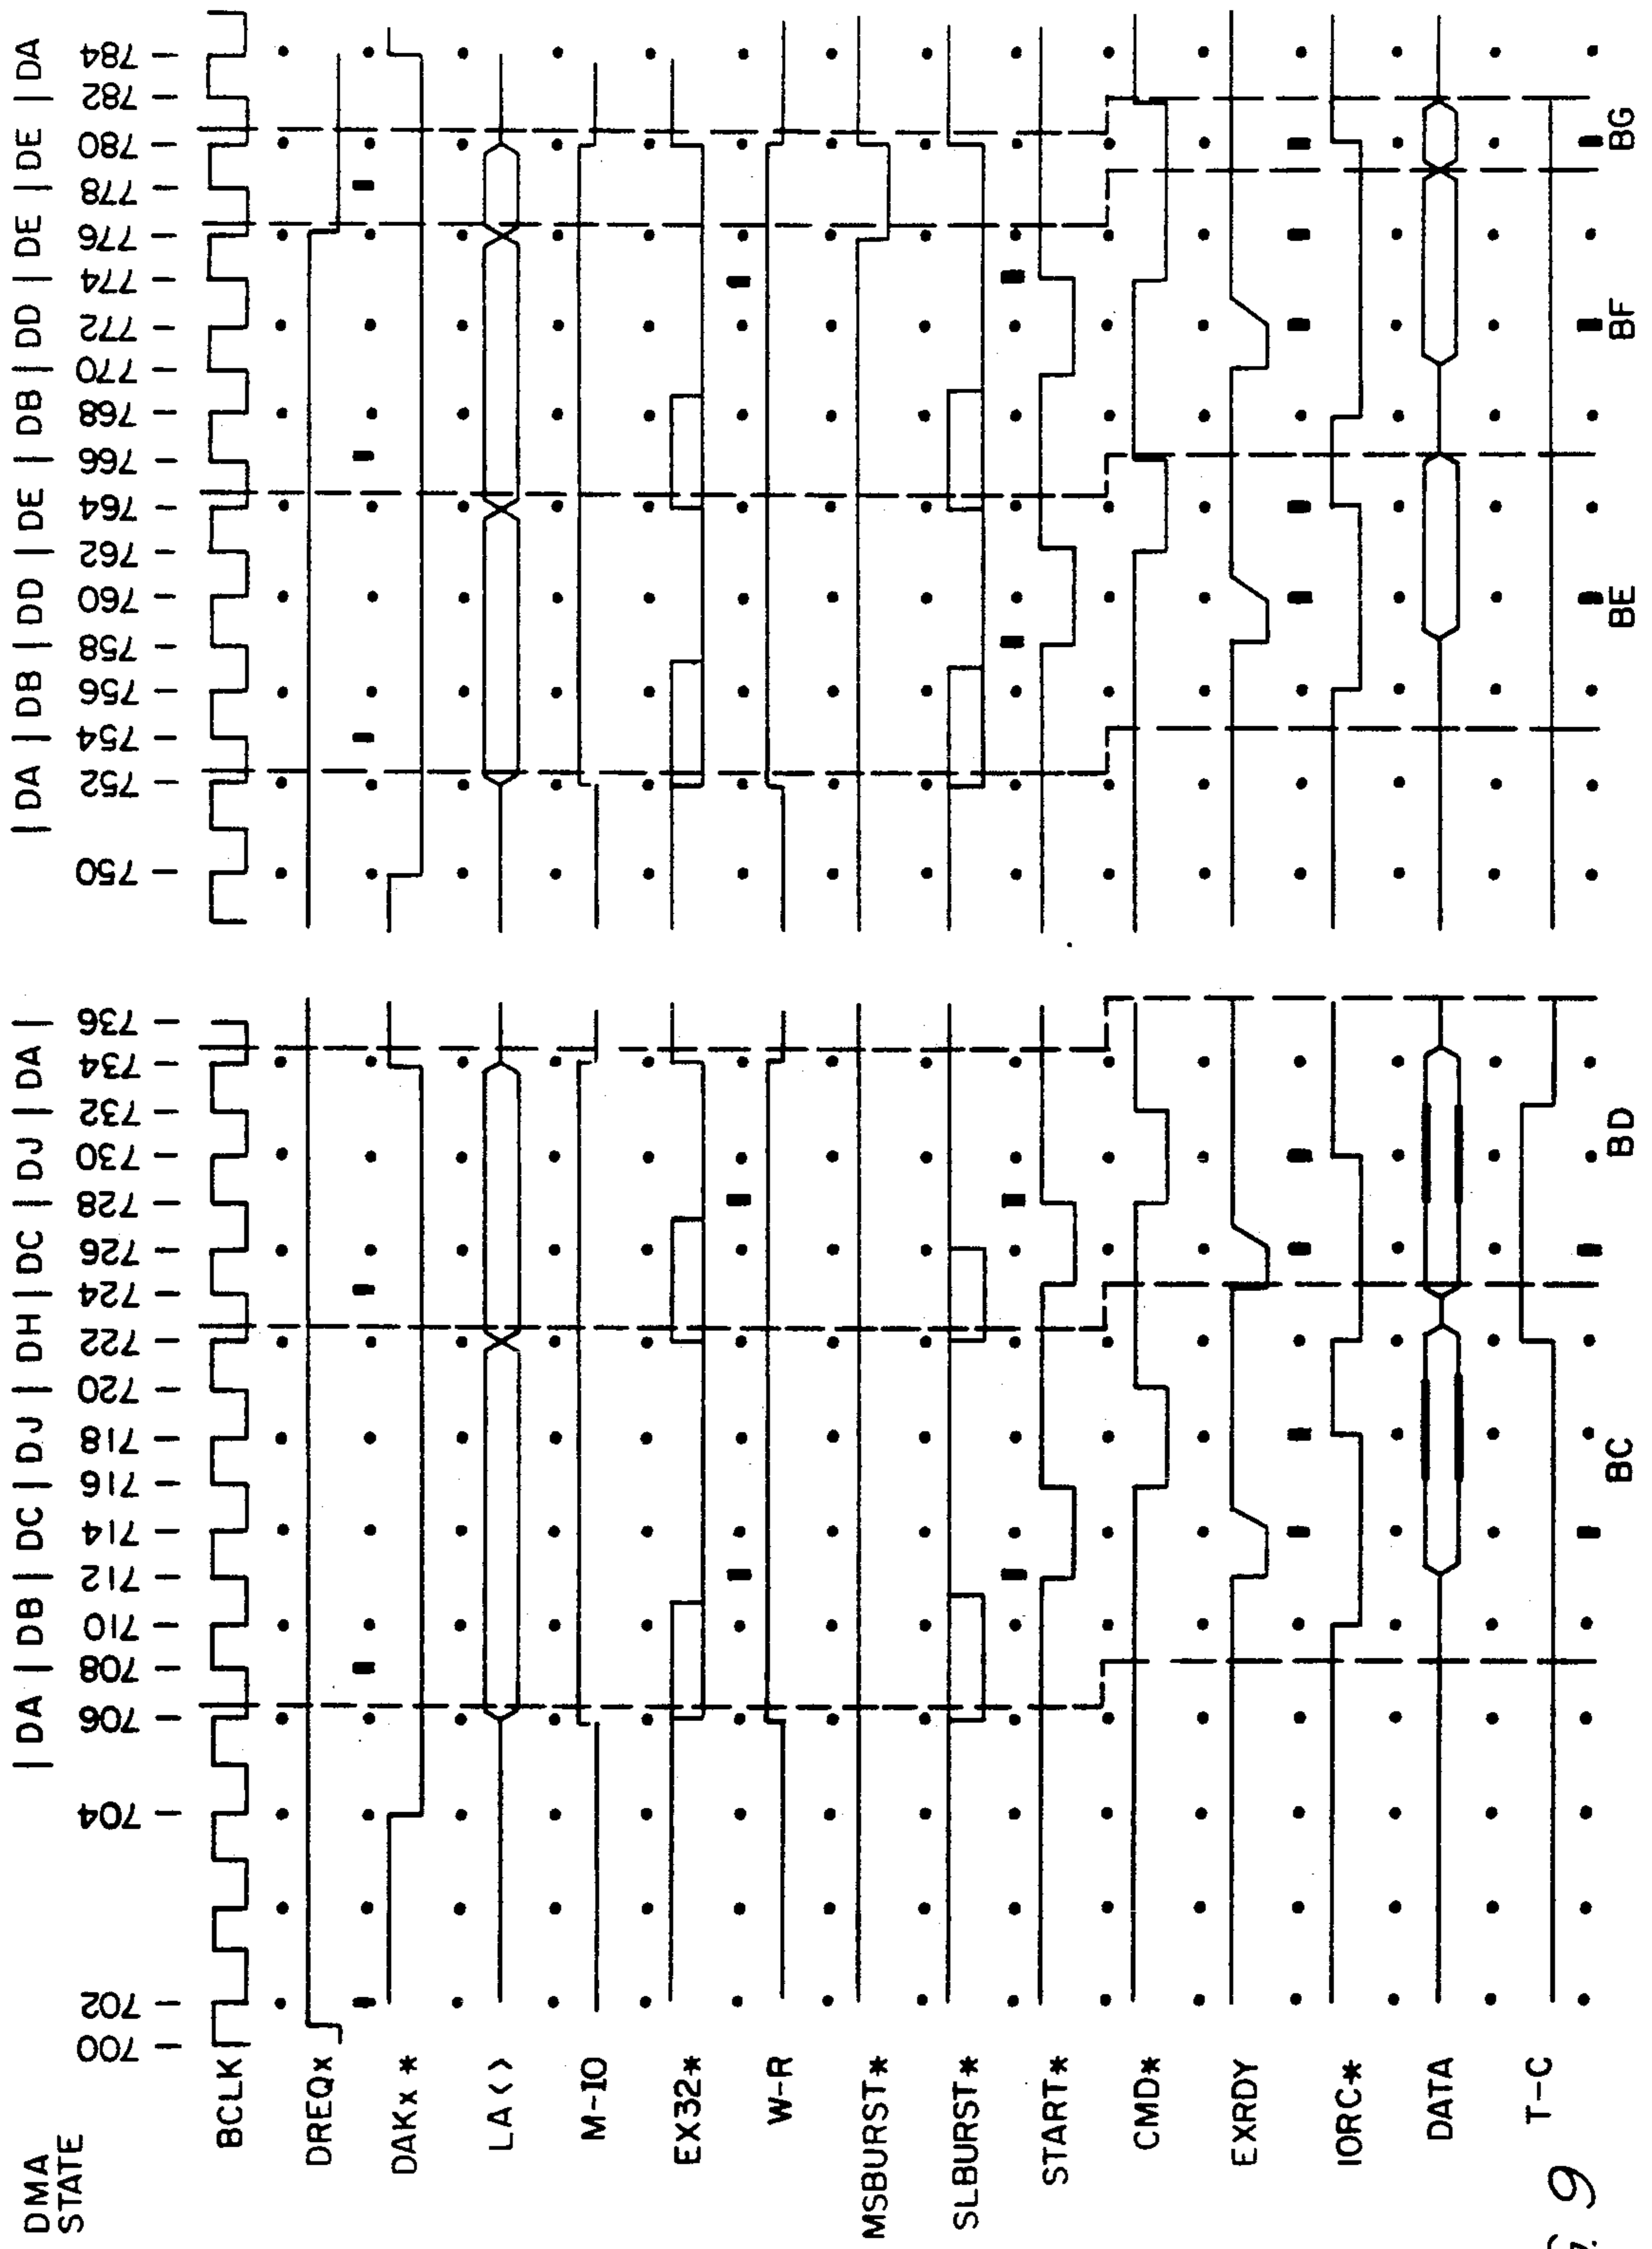 DMA STATE |DA|DB|DC|DJ|DH|DC|DJ|DA| |DA|DB|DD|DE|DB|DD|DE|DE|DA
700 702 704 706 708 710 712 714 716 718 720 722 724 726 728 730 732 734 736 750 752 754 756 758 760 762 764 766 768 770 772 774 776 778 780 782 784
BCLK
DREQx
DAKx*
LA<>
M-IO
EX32*
W-R
MSBURST*
SLBURST*
START*
CMD*
EXRDY
IORC*
DATA
T-C
BC BD BE BF BG
9